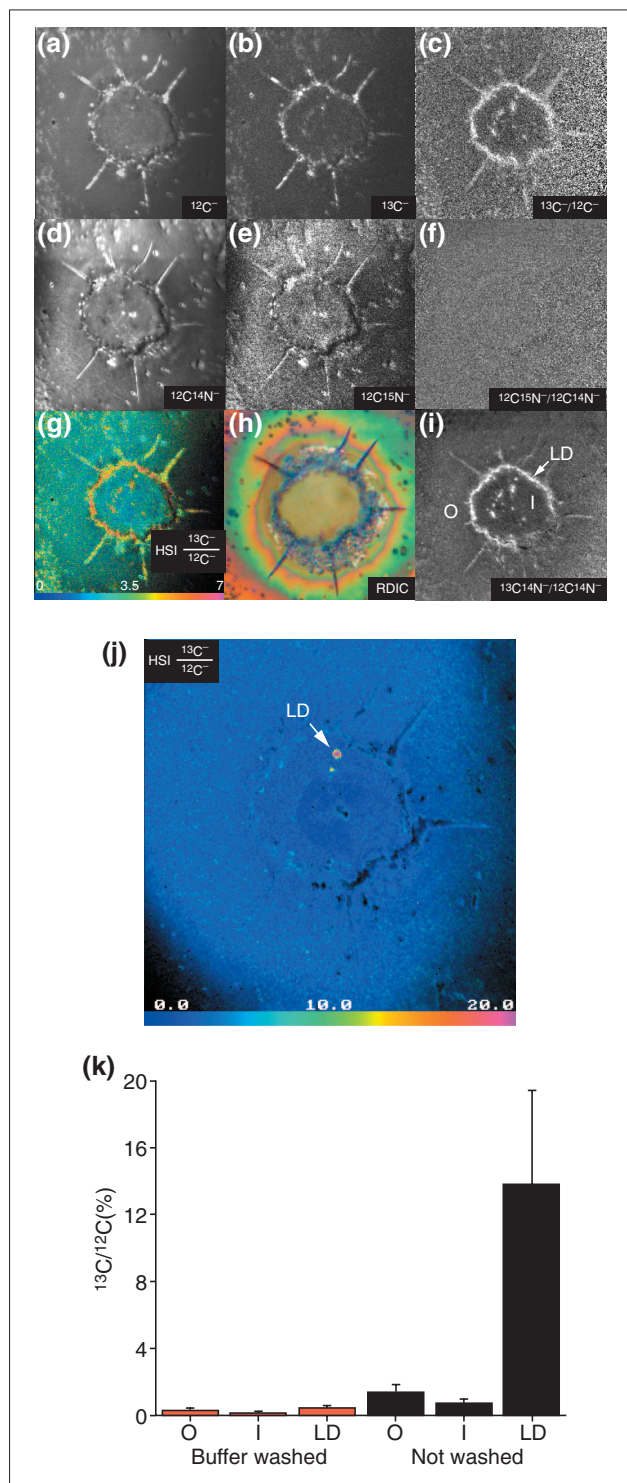 (a)
(b)
(c)
¹²C⁻
¹³C⁻
¹³C⁻/¹²C⁻
(d)
(e)
(f)
¹²C¹⁴N⁻
¹²C¹⁵N⁻
¹²C¹⁵N⁻/¹²C¹⁴N⁻
(g)
(h)
(i)
LD
O
I
HSI ¹³C⁻/¹²C⁻
0 3.5 7
RDIC
¹³C¹⁴N⁻/¹²C¹⁴N⁻
(j)
HSI ¹³C⁻/¹²C⁻
LD
0.0 10.0 20.0
(k)
20
16
12
8
4
0
¹³C/¹²C(%)
O I LD O I LD
Buffer washed Not washed